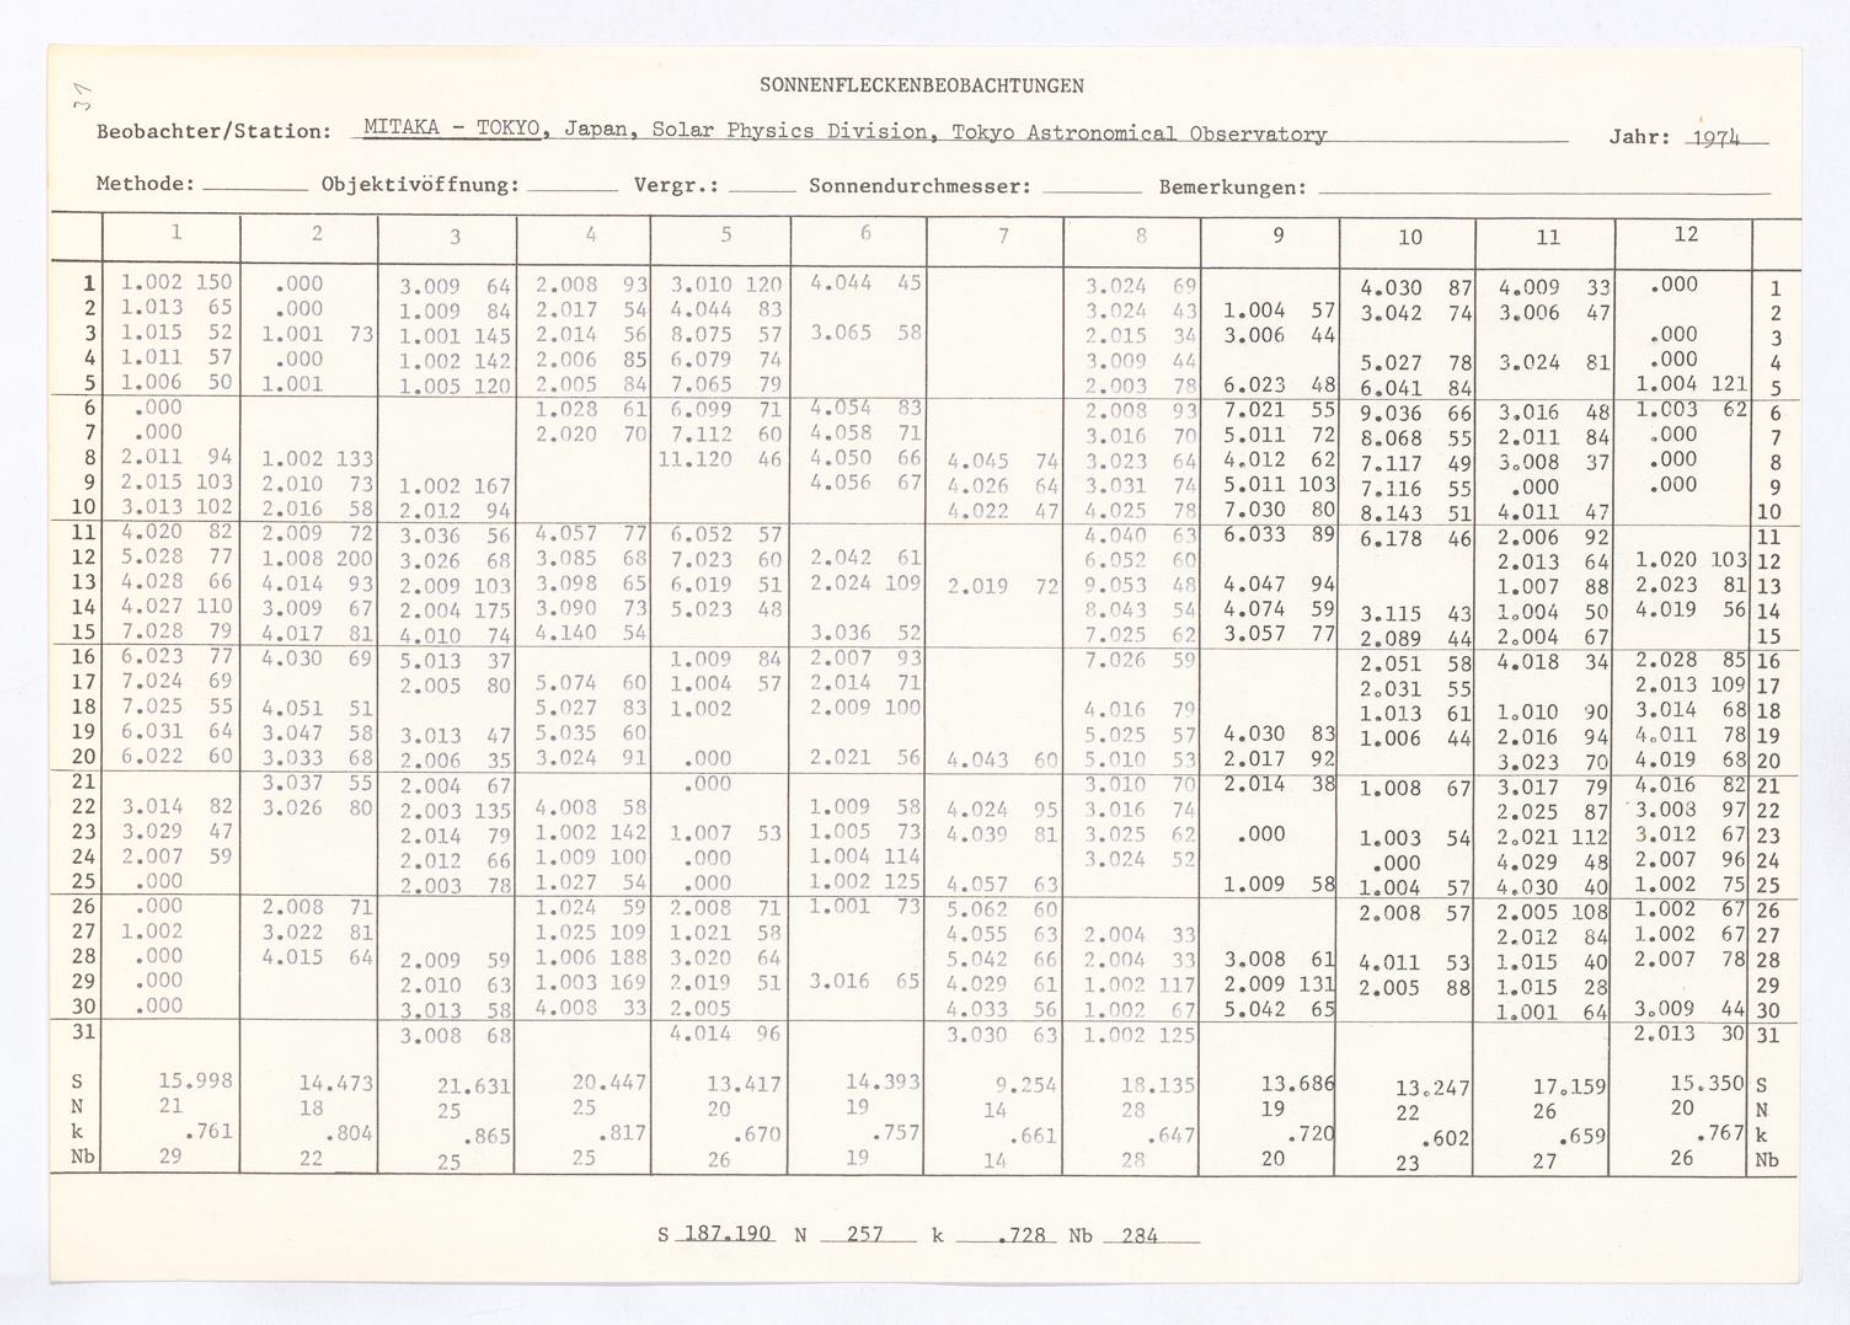 31
SONNENFLECKENBEOBACHTUNGEN
Beobachter/Station: MITAKA - TOKYO, Japan, Solar Physics Division, Tokyo Astronomical Observatory Jahr: 1974
Methode: Objektivöffnung: Vergr.: Sonnendurchmesser: Bemerkungen:
1 2 3 4 5 6 7 8 9 10 11 12
1 1.002 150 .000 3.009 64 2.008 93 3.010 120 4.044 45 3.024 69 4.030 87 4.009 33 .000 1
2 1.013 65 .000 1.009 84 2.017 54 4.044 83 3.024 43 1.004 57 3.042 74 3.006 47 2
3 1.015 52 1.001 73 1.001 145 2.014 56 8.075 57 3.065 58 2.015 34 3.006 44 .000 3
4 1.011 57 .000 1.002 142 2.006 85 6.079 74 3.009 44 5.027 78 3.024 81 .000 4
5 1.006 50 1.001 1.005 120 2.005 84 7.065 79 2.003 78 6.023 48 6.041 84 1.004 121 5
6 .000 1.028 61 6.099 71 4.054 83 2.008 93 7.021 55 9.036 66 3.016 48 1.003 62 6
7 .000 2.020 70 7.112 60 4.058 71 3.016 70 5.011 72 8.068 55 2.011 84 .000 7
8 2.011 94 1.002 133 11.120 46 4.050 66 4.045 74 3.023 64 4.012 62 7.117 49 3.008 37 .000 8
9 2.015 103 2.010 73 1.002 167 4.056 67 4.026 64 3.031 74 5.011 103 7.116 55 .000 .000 9
10 3.013 102 2.016 58 2.012 94 4.022 47 4.025 78 7.030 80 8.143 51 4.011 47 10
11 4.020 82 2.009 72 3.036 56 4.057 77 6.052 57 4.040 63 6.033 89 6.178 46 2.006 92 11
12 5.028 77 1.008 200 3.026 68 3.085 68 7.023 60 2.042 61 6.052 60 2.013 64 1.020 103 12
13 4.028 66 4.014 93 2.009 103 3.098 65 6.019 51 2.024 109 2.019 72 9.053 48 4.047 94 1.007 88 2.023 81 13
14 4.027 110 3.009 67 2.004 175 3.090 73 5.023 48 8.043 54 4.074 59 3.115 43 1.004 50 4.019 56 14
15 7.028 79 4.017 81 4.010 74 4.140 54 3.036 52 7.025 62 3.057 77 2.089 44 2.004 67 15
16 6.023 77 4.030 69 5.013 37 1.009 84 2.007 93 7.026 59 2.051 58 4.018 34 2.028 85 16
17 7.024 69 2.005 80 5.074 60 1.004 57 2.014 71 2.031 55 2.013 109 17
18 7.025 55 4.051 51 5.027 83 1.002 2.009 100 4.016 79 1.013 61 1.010 90 3.014 68 18
19 6.031 64 3.047 58 3.013 47 5.035 60 5.025 57 4.030 83 1.006 44 2.016 94 4.011 78 19
20 6.022 60 3.033 68 2.006 35 3.024 91 .000 2.021 56 4.043 60 5.010 53 2.017 92 3.023 70 4.019 68 20
21 3.037 55 2.004 67 .000 3.010 70 2.014 38 1.008 67 3.017 79 4.016 82 21
22 3.014 82 3.026 80 2.003 135 4.008 58 1.009 58 4.024 95 3.016 74 2.025 87 3.008 97 22
23 3.029 47 2.014 79 1.002 142 1.007 53 1.005 73 4.039 81 3.025 62 .000 1.003 54 2.021 112 3.012 67 23
24 2.007 59 2.012 66 1.009 100 .000 1.004 114 3.024 52 .000 4.029 48 2.007 96 24
25 .000 2.003 78 1.027 54 .000 1.002 125 4.057 63 1.009 58 1.004 57 4.030 40 1.002 75 25
26 .000 2.008 71 1.024 59 2.008 71 1.001 73 5.062 60 2.008 57 2.005 108 1.002 67 26
27 1.002 3.022 81 1.025 109 1.021 58 4.055 63 2.004 33 2.012 84 1.002 67 27
28 .000 4.015 64 2.009 59 1.006 188 3.020 64 5.042 66 2.004 33 3.008 61 4.011 53 1.015 40 2.007 78 28
29 .000 2.010 63 1.003 169 2.019 51 3.016 65 4.029 61 1.002 117 2.009 131 2.005 88 1.015 28 29
30 .000 3.013 58 4.008 33 2.005 4.033 56 1.002 67 5.042 65 1.001 64 3.009 44 30
31 3.008 68 4.014 96 3.030 63 1.002 125 2.013 30 31
S 15.998 14.473 21.631 20.447 13.417 14.393 9.254 18.135 13.686 13.247 17.159 15.350 S
N 21 18 25 25 20 19 14 28 19 22 26 20 N
k .761 .804 .865 .817 .670 .757 .661 .647 .720 .602 .659 .767 k
Nb 29 22 25 25 26 19 14 28 20 23 27 26 Nb
S 187.190 N 257 k .728 Nb 284